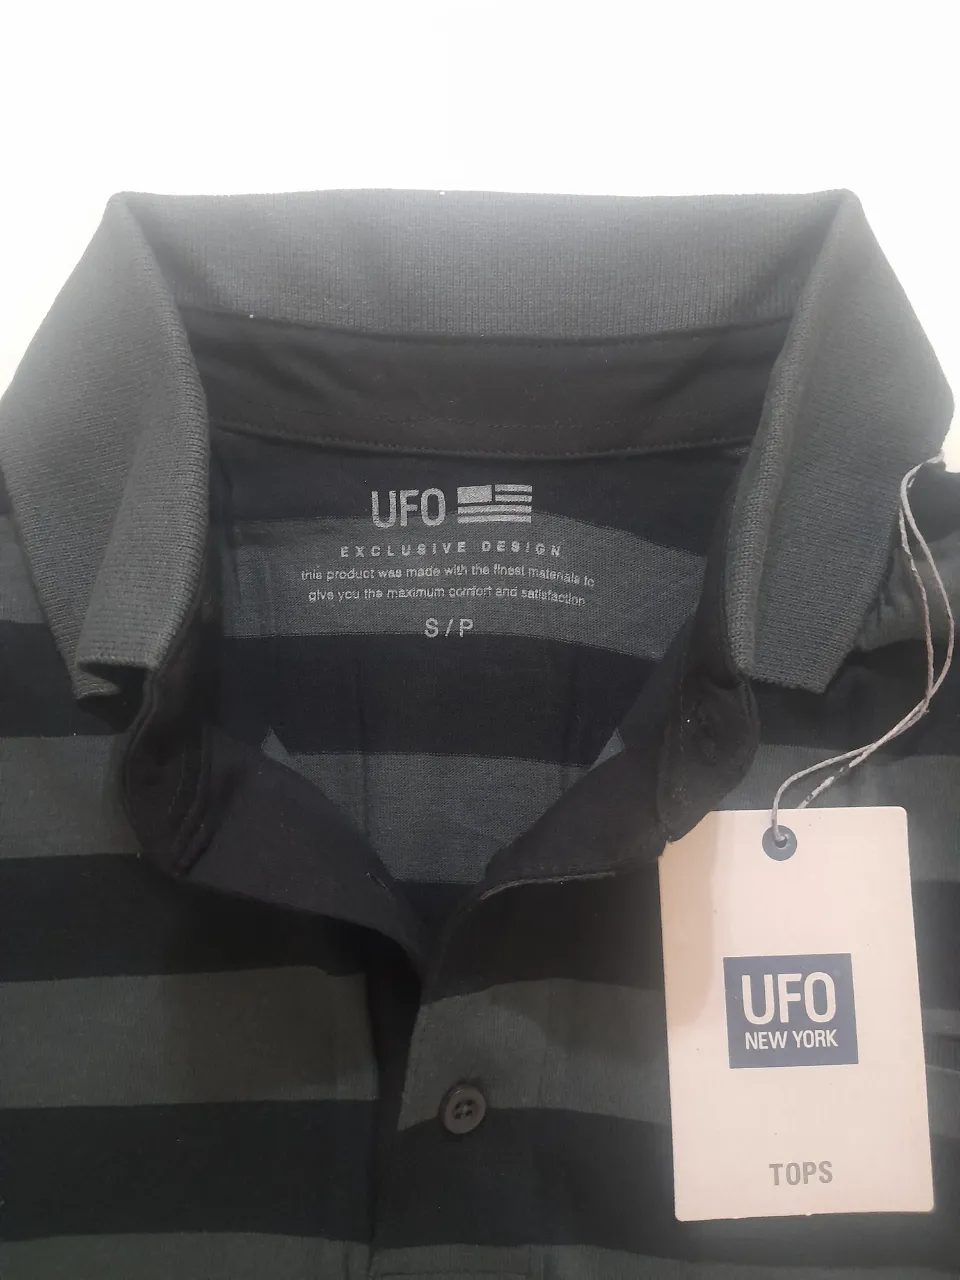 UFO
EXCLUSIVE DESIGN
this product was made with the finest materials to
give you the maximum comfort and satisfaction
S/P
UFO
NEW YORK
TOPS